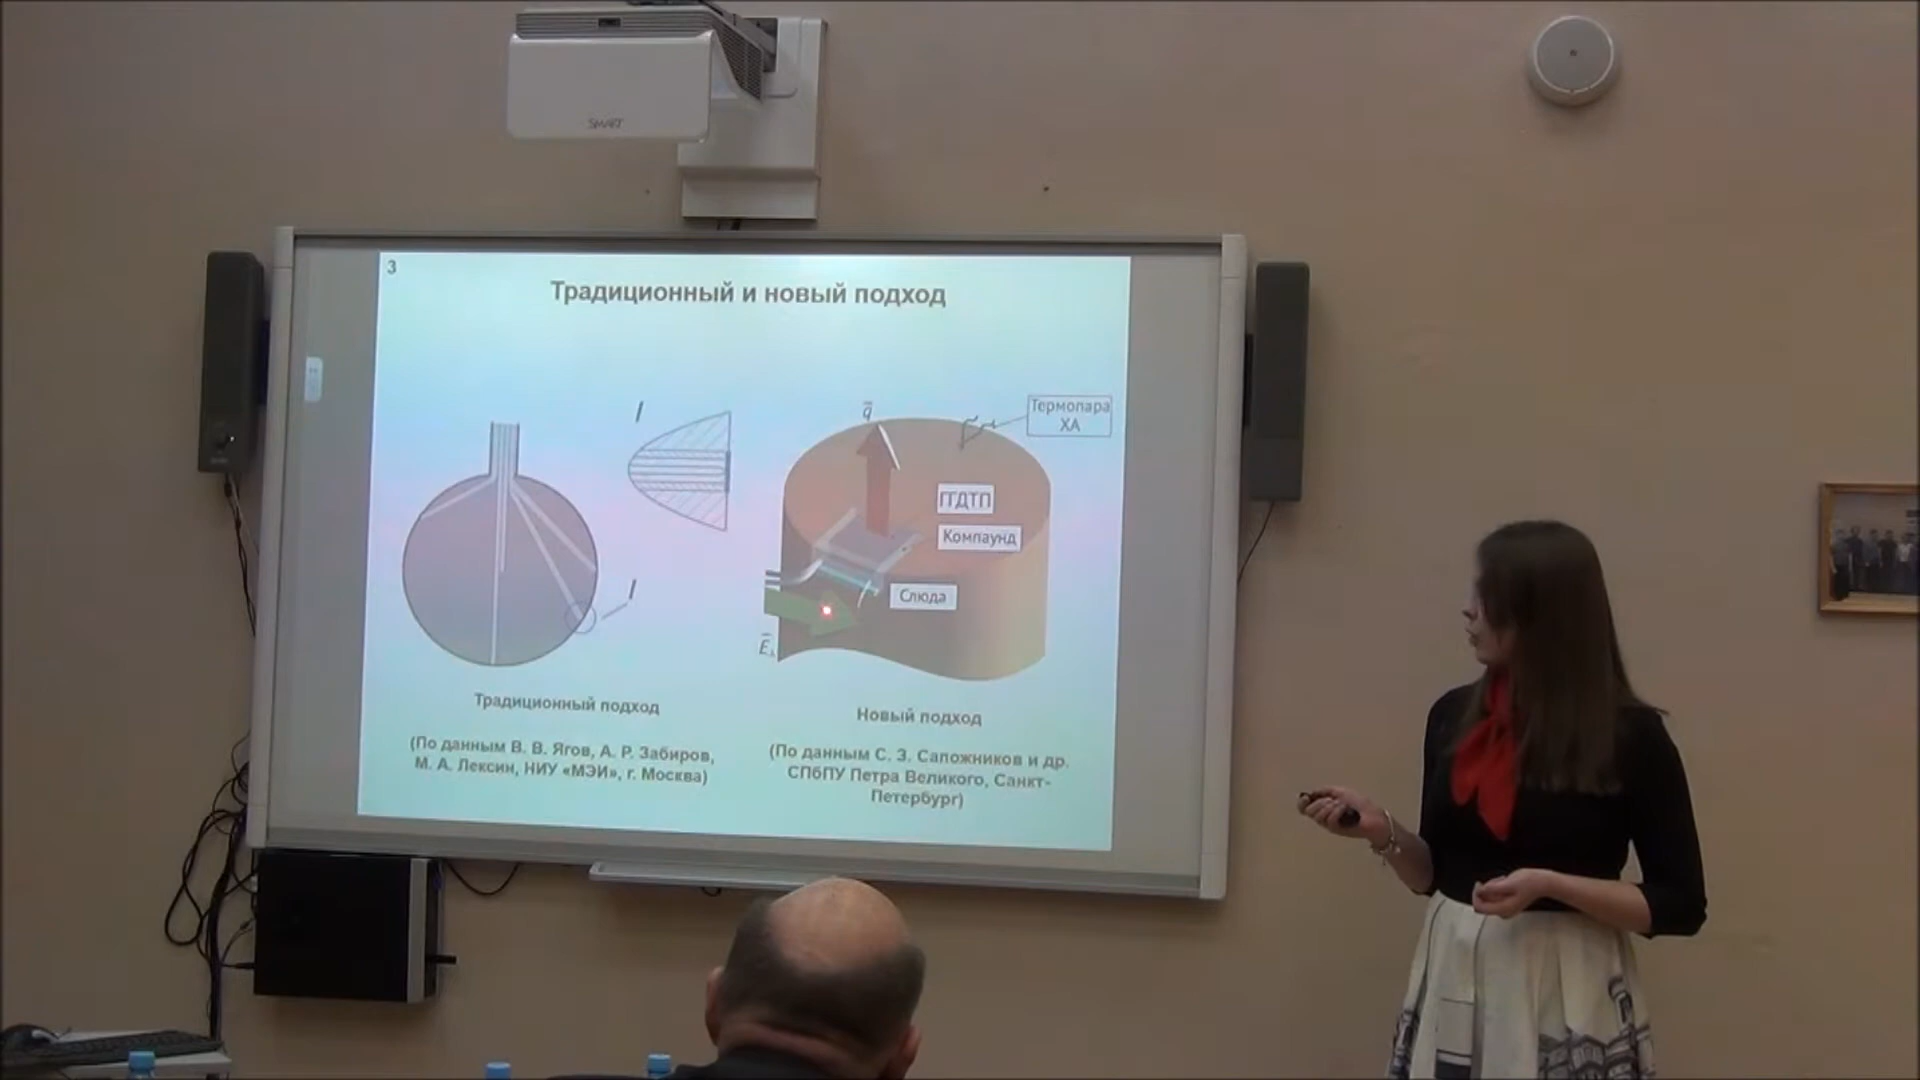 SMART
3
Традиционный и новый подход
I
I
q̅
Термопара
ХА
ГГДТП
Компаунд
Слюда
Традиционный подход
(По данным В. В. Ягов, А. Р. Забиров,
М. А. Лексин, НИУ «МЭИ», г. Москва)
Новый подход
(По данным С. З. Сапожников и др.
СПбПУ Петра Великого, Санкт-
Петербург)